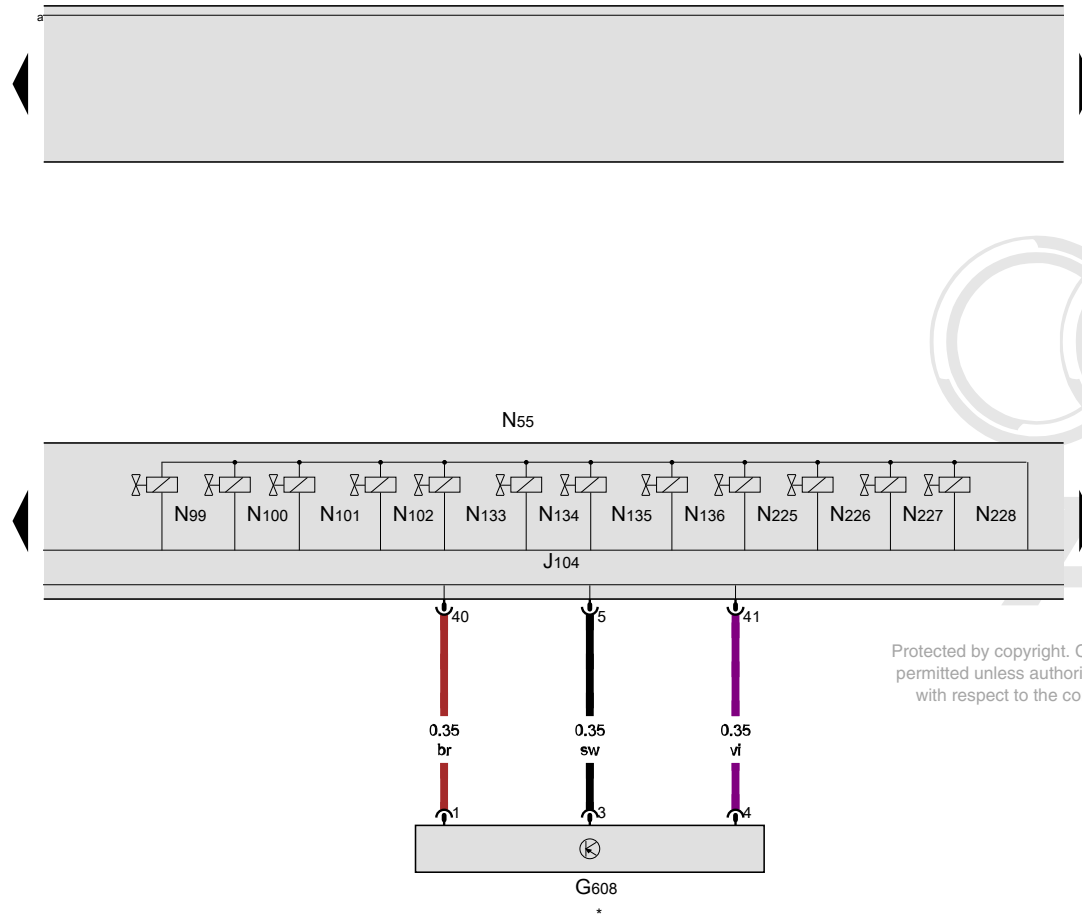 a
N55
N99 N100 N101 N102 N133 N134 N135 N136 N225 N226 N227 N228
J104
40 5 41
Protected by copyright. C
permitted unless authori
with respect to the co
0.35 0.35 0.35
br sw vi
1 3 4
G608
*